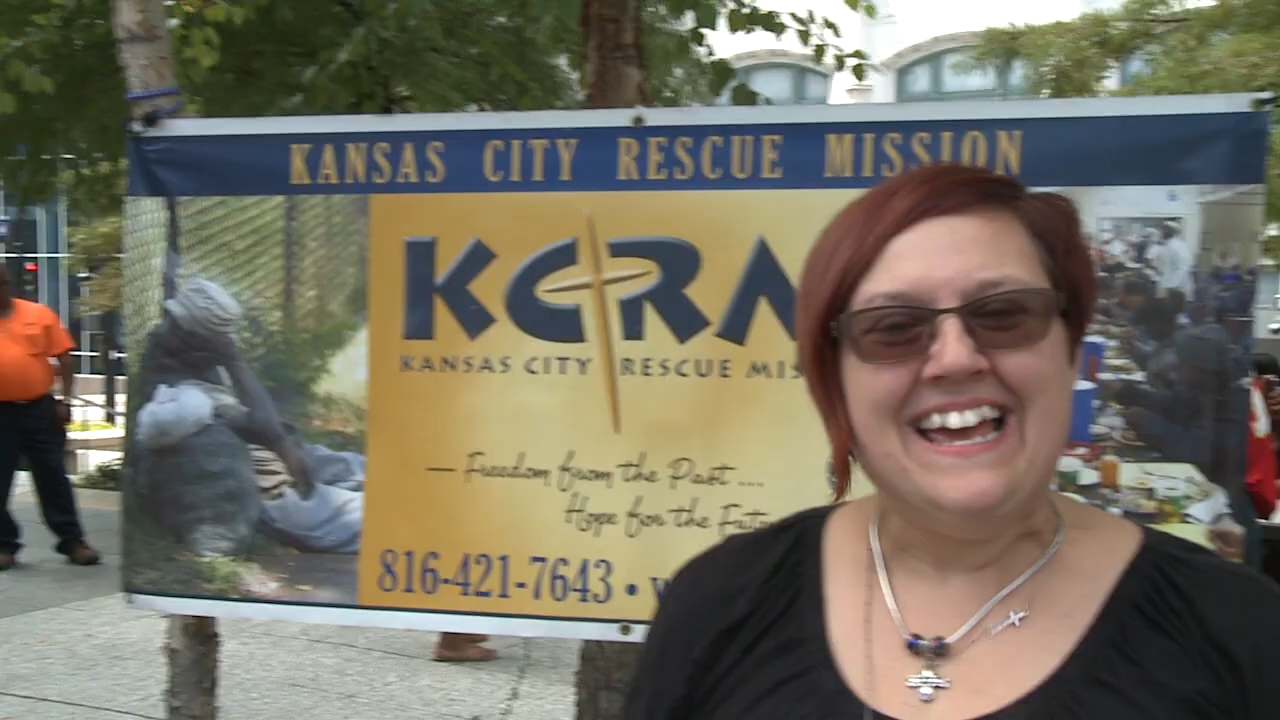 KANSAS CITY RESCUE MISSION
KCRM
KANSAS CITY RESCUE MIS
— Freedom from the Past ....
Hope for the Futu
816-421-7643 • w